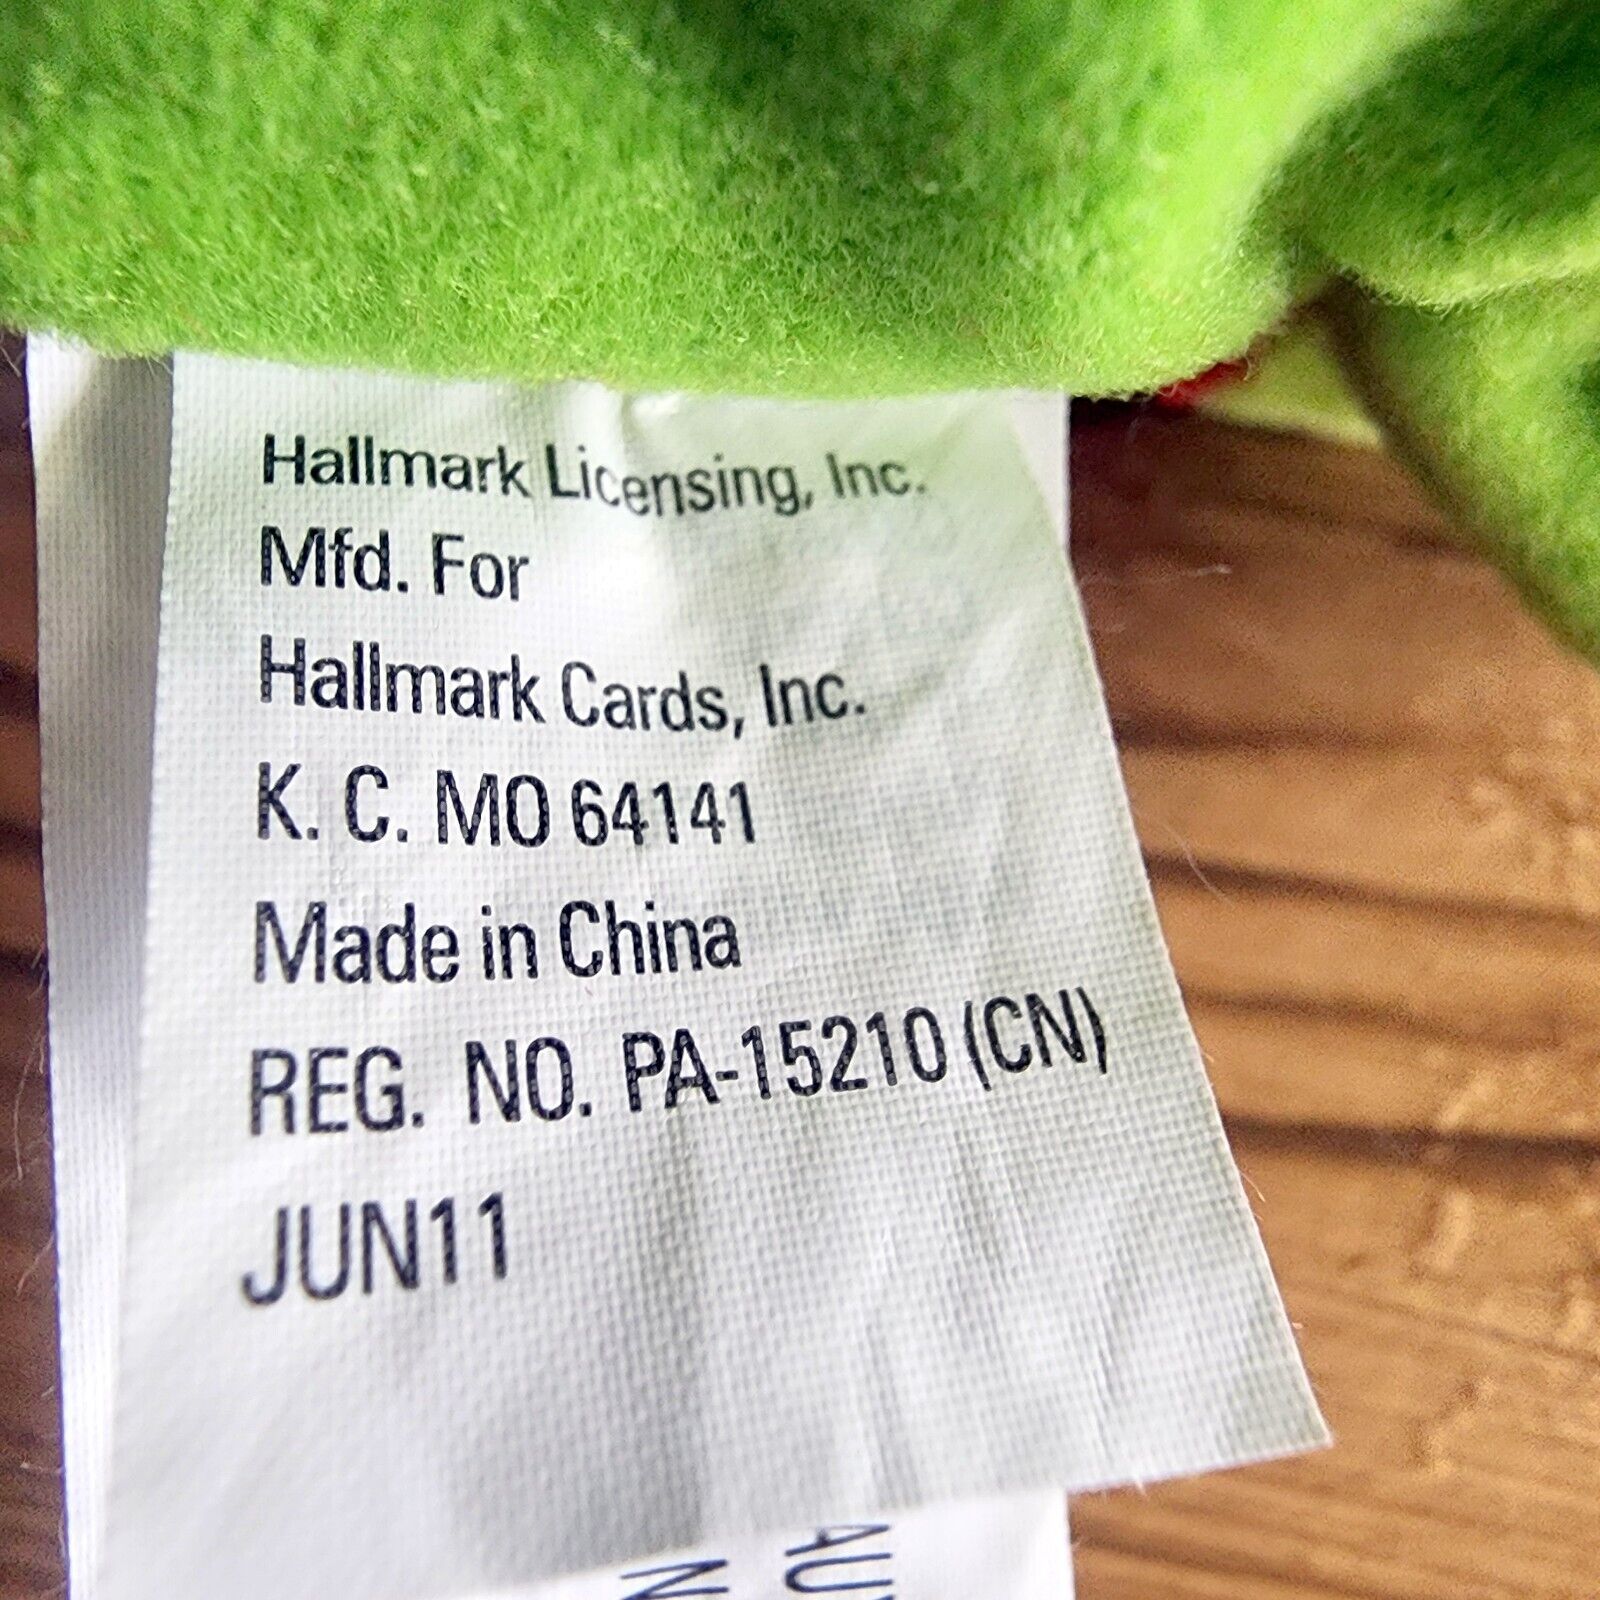 Hallmark Licensing, Inc.
Mfd. For
Hallmark Cards, Inc.
K. C. MO 64141
Made in China
REG. NO. PA-15210 (CN)
JUN11